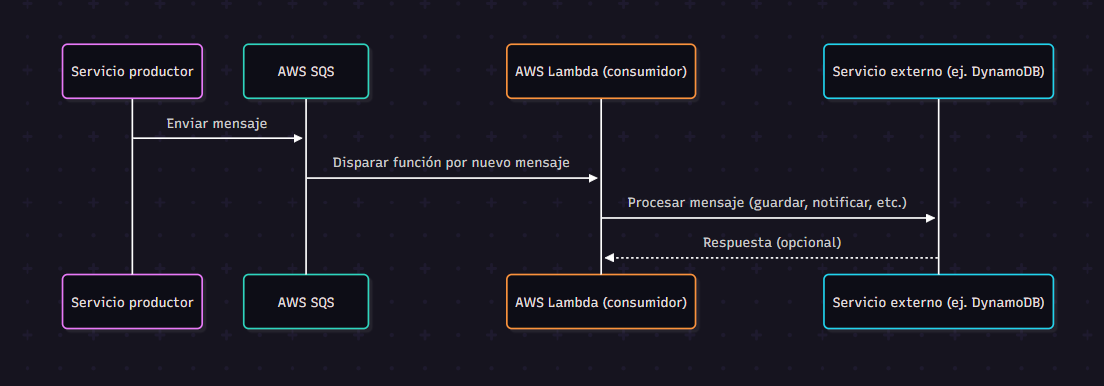 Servicio productor
AWS SQS
AWS Lambda (consumidor)
Servicio externo (ej. DynamoDB)
Enviar mensaje
Disparar función por nuevo mensaje
Procesar mensaje (guardar, notificar, etc.)
Respuesta (opcional)
Servicio productor
AWS SQS
AWS Lambda (consumidor)
Servicio externo (ej. DynamoDB)